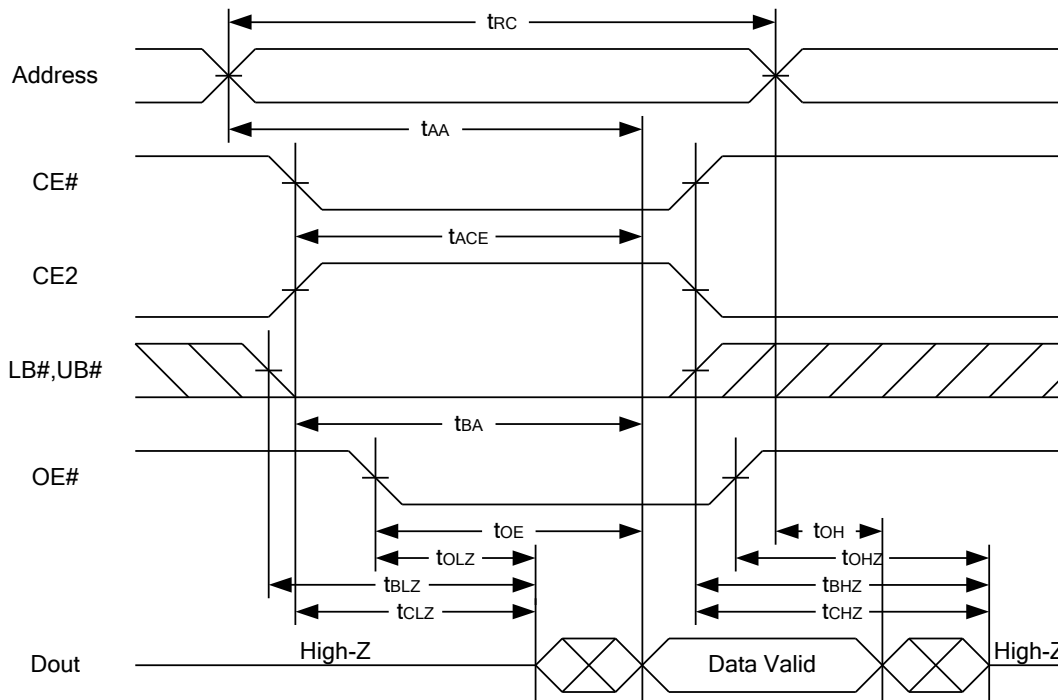 tRC
Address
tAA
CE#
tACE
CE2
LB#,UB#
tBA
OE#
tOE
tOH
tOLZ
tOHZ
tBLZ
tBHZ
tCLZ
tCHZ
Dout
High-Z
Data Valid
High-Z